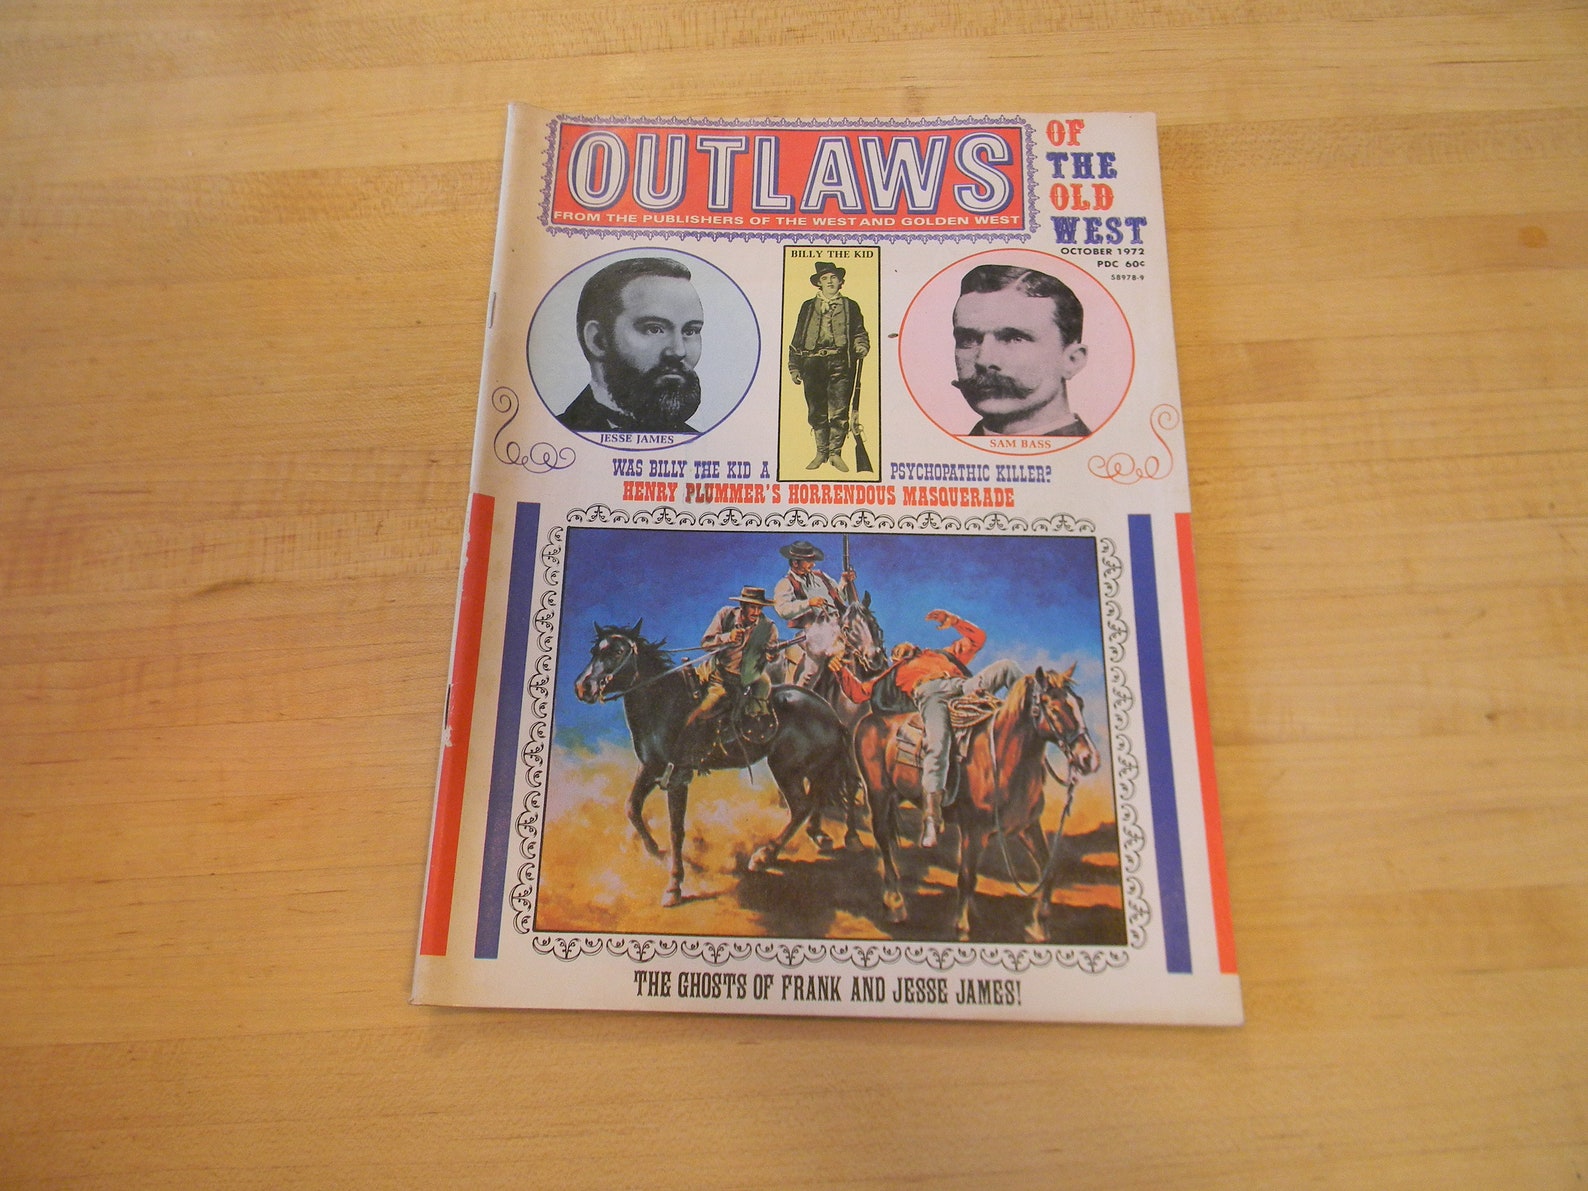 OUTLAWS
FROM THE PUBLISHERS OF THE WEST AND GOLDEN WEST
OF
THE
OLD
WEST
OCTOBER 1972
PDC 60¢
58978-9
BILLY THE KID
JESSE JAMES
SAM BASS
WAS BILLY THE KID A PSYCHOPATHIC KILLER?
HENRY PLUMMER'S HORRENDOUS MASQUERADE
THE GHOSTS OF FRANK AND JESSE JAMES!